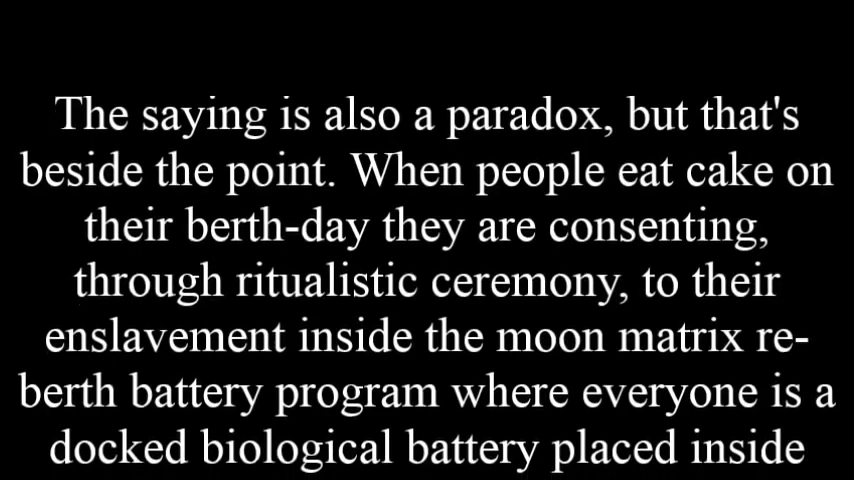 The saying is also a paradox, but that's
beside the point. When people eat cake on
their berth-day they are consenting,
through ritualistic ceremony, to their
enslavement inside the moon matrix re-
berth battery program where everyone is a
docked biological battery placed inside